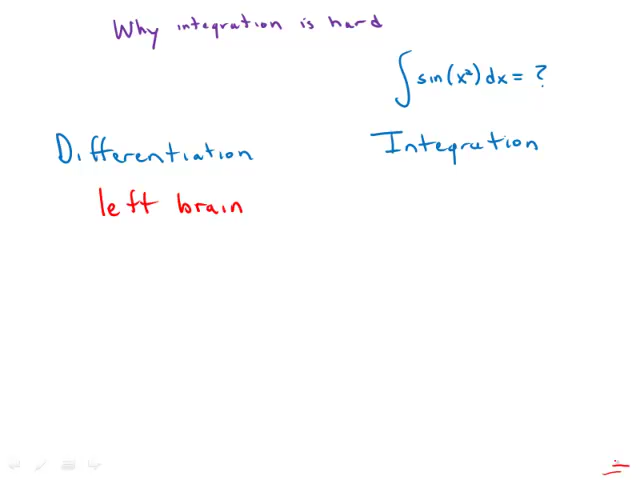 Why integration is hard
∫ sin(x²) dx = ?
Differentiation Integration
left brain